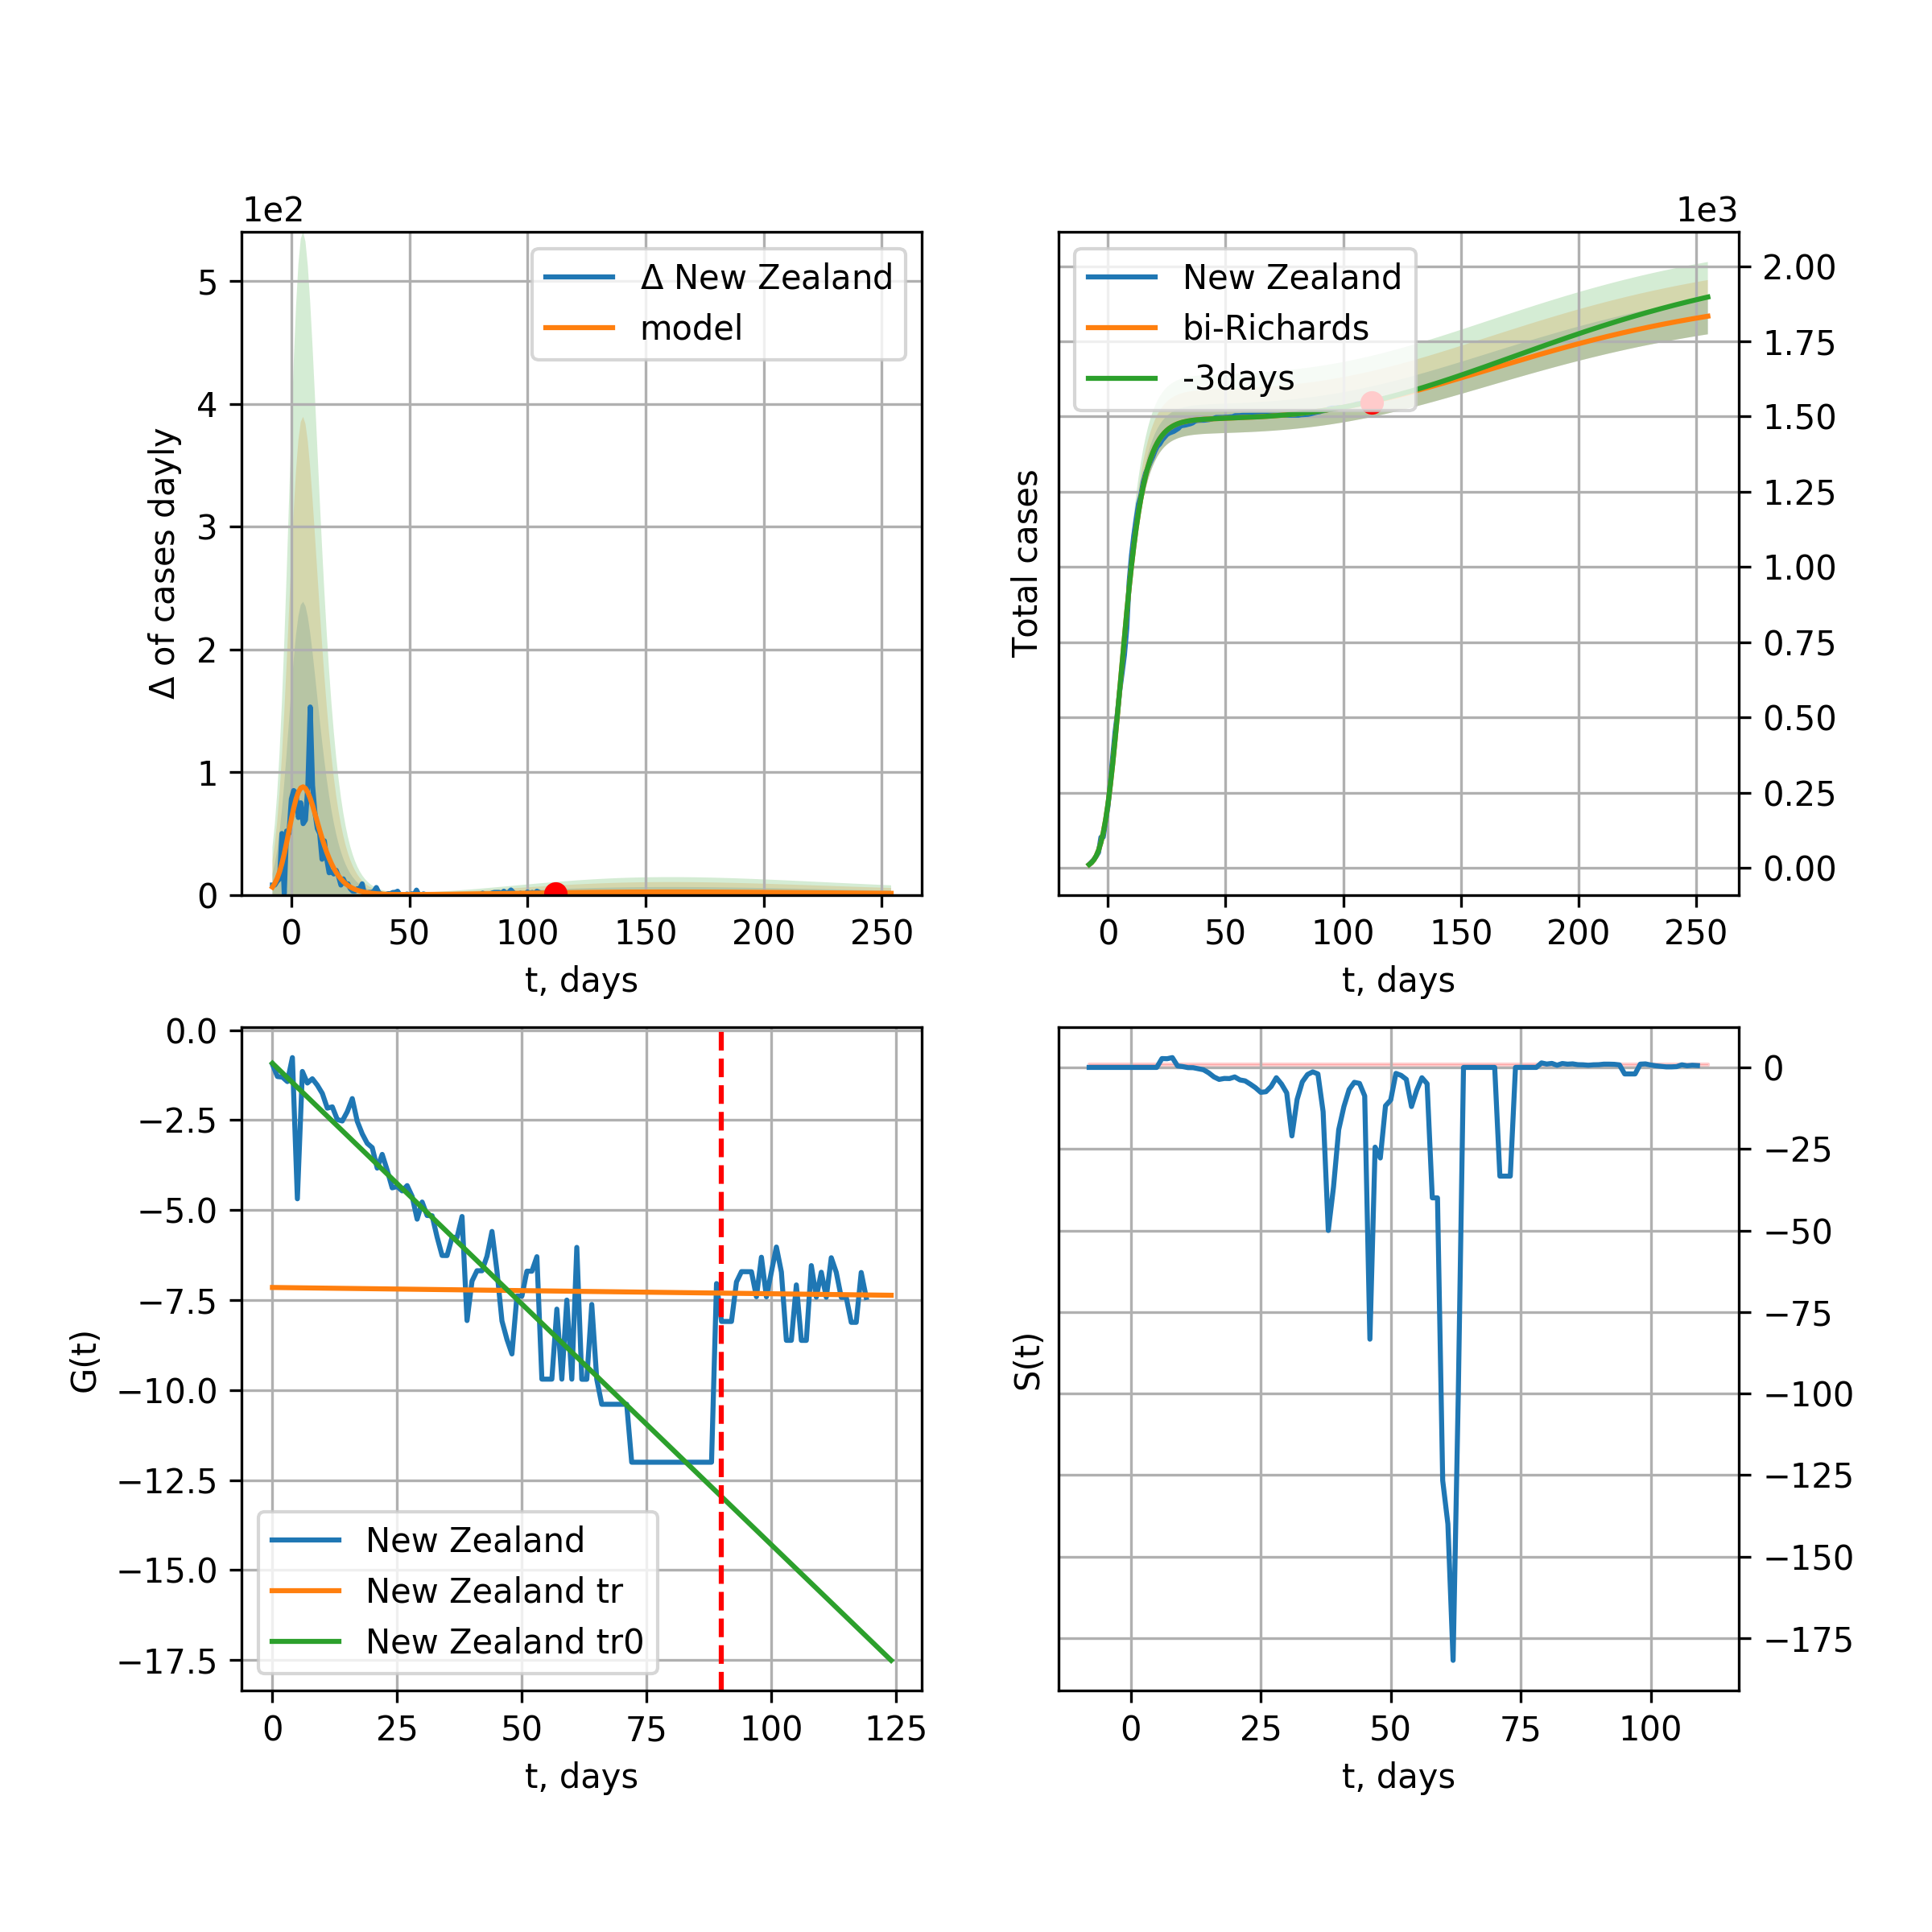 1e2
5
4
3
2
1
0
Δ of cases dayly
Δ New Zealand
model
0 50 100 150 200 250
t, days
1e3
2.00
1.75
1.50
1.25
1.00
0.75
0.50
0.25
0.00
Total cases
New Zealand
bi-Richards
-3days
0 50 100 150 200 250
t, days
0.0
−2.5
−5.0
−7.5
−10.0
−12.5
−15.0
−17.5
G(t)
New Zealand
New Zealand tr
New Zealand tr0
0 25 50 75 100 125
t, days
0
−25
−50
−75
−100
−125
−150
−175
S(t)
0 25 50 75 100
t, days